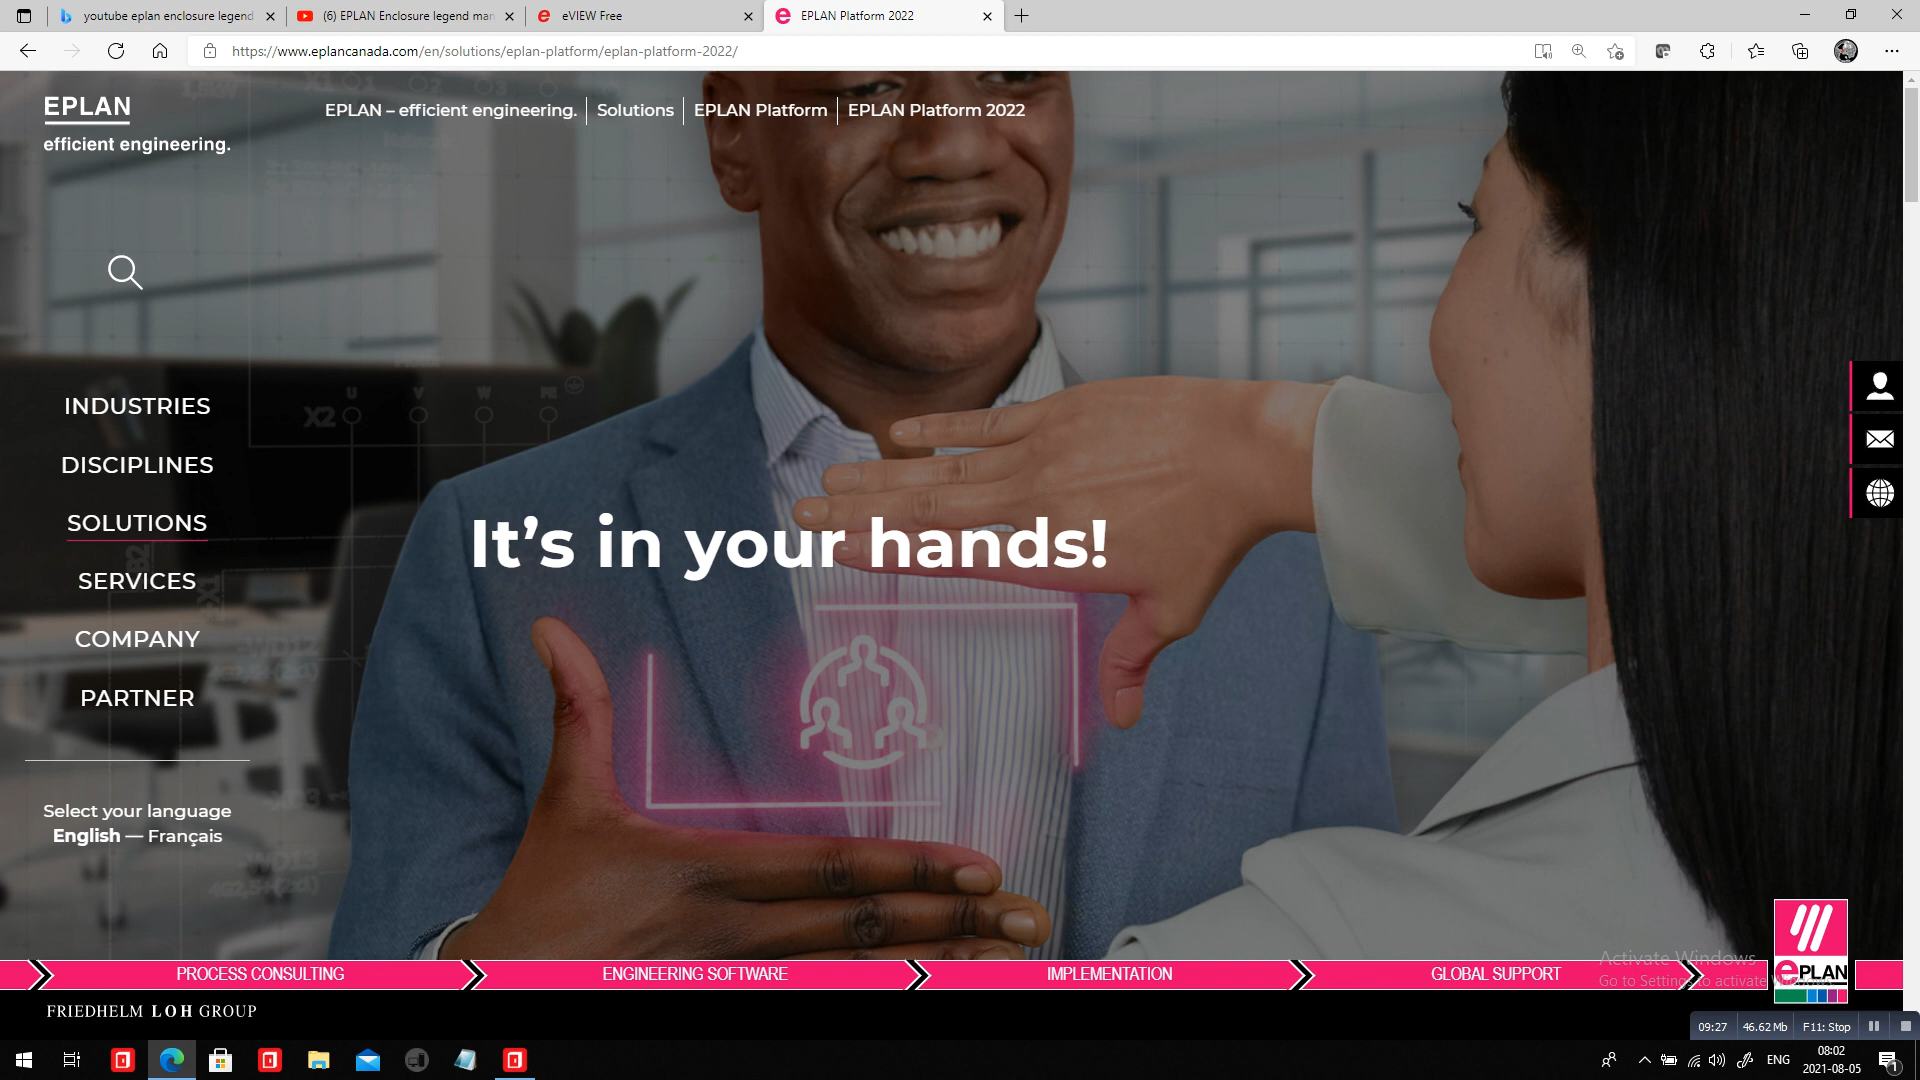 youtube eplan enclosure legend
(6) EPLAN Enclosure legend man
eVIEW Free
EPLAN Platform 2022
https://www.eplancanada.com/en/solutions/eplan-platform/eplan-platform-2022/
EPLAN
efficient engineering.
EPLAN – efficient engineering.
Solutions
EPLAN Platform
EPLAN Platform 2022
INDUSTRIES
DISCIPLINES
SOLUTIONS
SERVICES
COMPANY
PARTNER
Select your language
English — Français
U V W PE
X2
It's in your hands!
Activate Windows
Go to Settings to activate
PROCESS CONSULTING
ENGINEERING SOFTWARE
IMPLEMENTATION
GLOBAL SUPPORT
ePLAN
FRIEDHELM LOH GROUP
09:27 46.62 Mb F11: Stop
ENG
08:02
2021-08-05
1